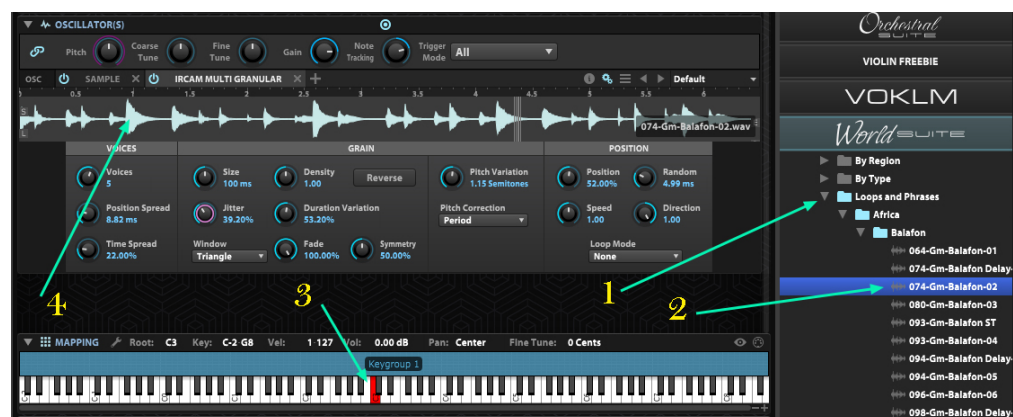 OSCILLATOR(S)
Pitch
Coarse
Tune
Fine
Tune
Gain
Note
Tracking
Trigger
Mode
All
OSC SAMPLE IRCAM MULTI GRANULAR Default
0.5 1 1.5 2 2.5 3 3.5 4 4.5 5 5.5 6
S
L
074-Gm-Balafon-02.wav
VOICES GRAIN POSITION
Voices
5
Size
100 ms
Density
1.00
Reverse
Pitch Variation
1.15 Semitones
Position
52.00%
Random
4.99 ms
Position Spread
8.82 ms
Jitter
39.20%
Duration Variation
53.20%
Pitch Correction
Period
Speed
1.00
Direction
1.00
Time Spread
22.00%
Window
Triangle
Fade
100.00%
Symmetry
50.00%
Loop Mode
None
4
3
1
2
MAPPING Root: C3 Key: C-2 G8 Vel: 1 127 Vol: 0.00 dB Pan: Center Fine Tune: 0 Cents
Keygroup 1
Orchestral
SUITE
VIOLIN FREEBIE
VOKLM
World SUITE
By Region
By Type
Loops and Phrases
Africa
Balafon
064-Gm-Balafon-01
074-Gm-Balafon Delay-
074-Gm-Balafon-02
080-Gm-Balafon-03
093-Gm-Balafon ST
093-Gm-Balafon-04
094-Gm-Balafon Delay-
094-Gm-Balafon-05
096-Gm-Balafon-06
098-Gm-Balafon Delay-